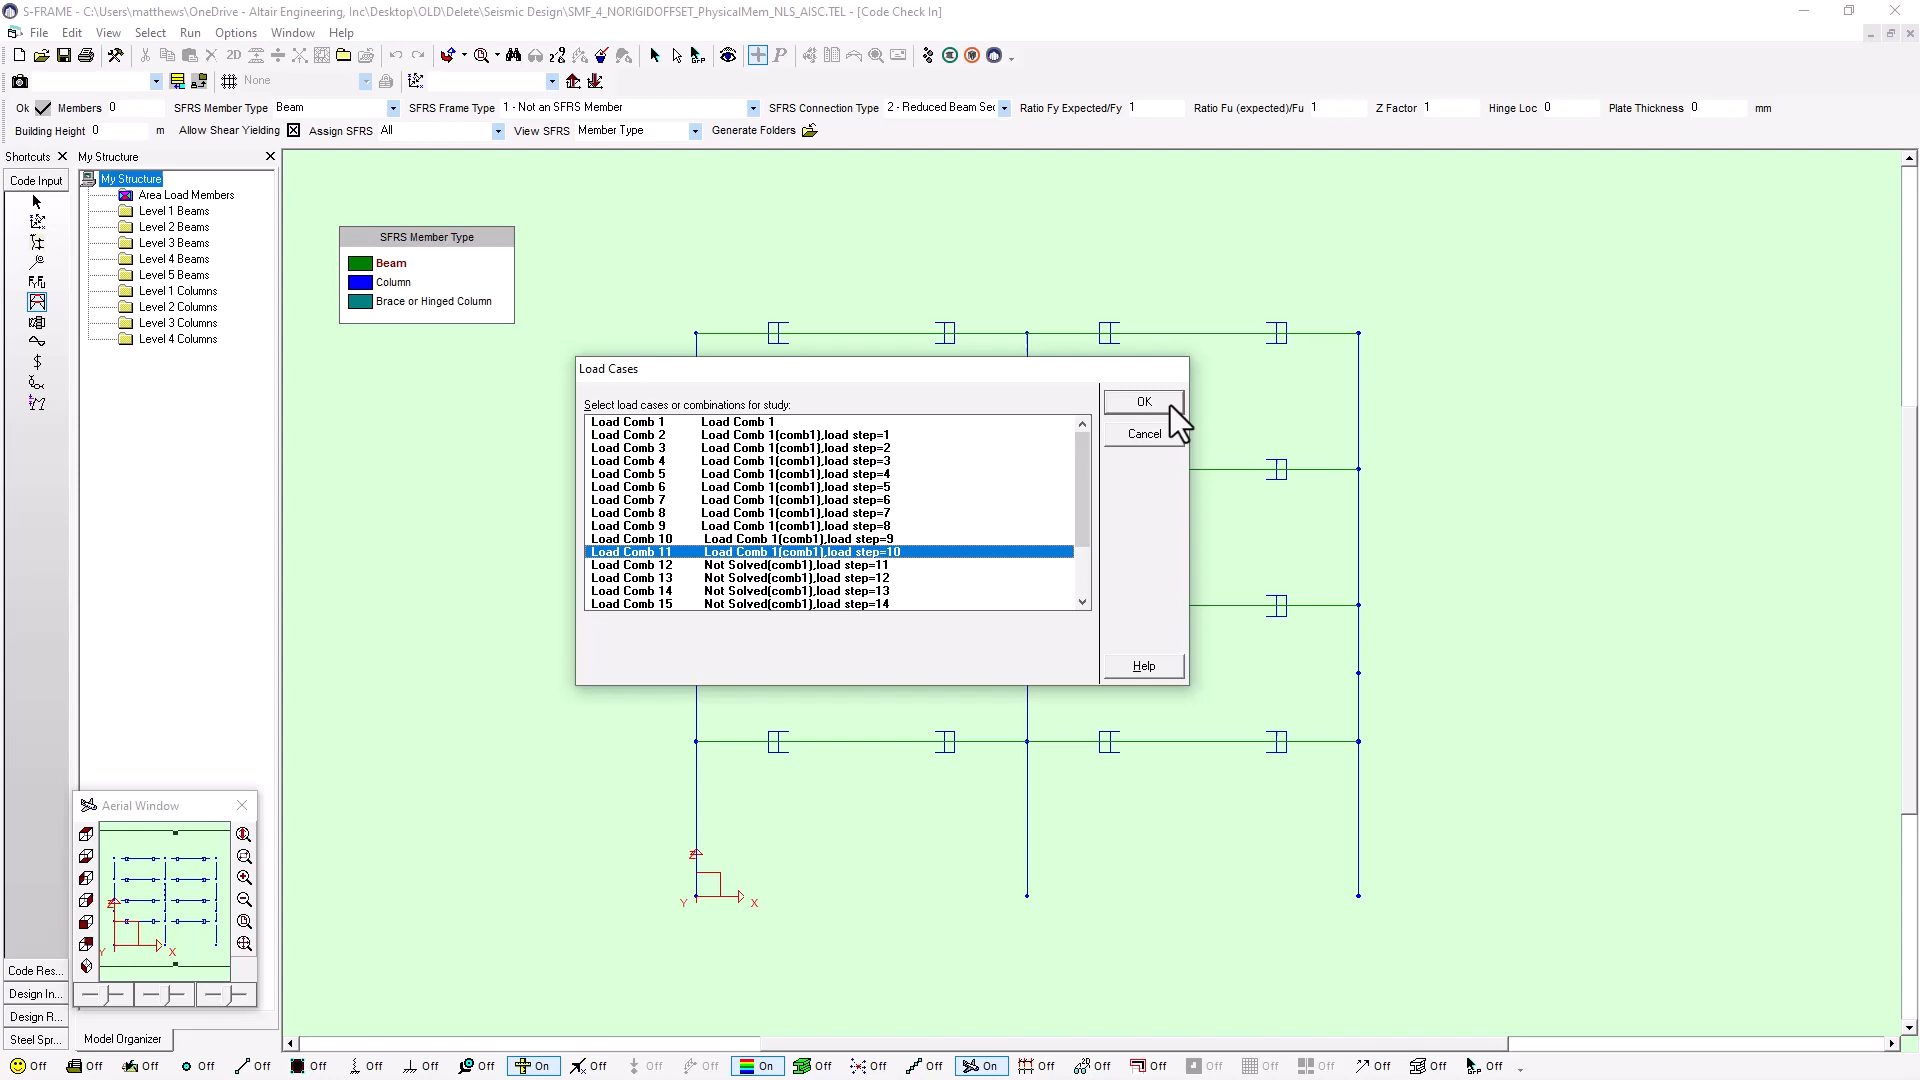 S-FRAME - C:\Users\matthews\OneDrive - Altair Engineering, Inc\Desktop\OLD\Delete\Seismic Design\SMF_4_NORIGIDOFFSET_PhysicalMem_NLS_AISC.TEL - [Code Check In]
File Edit View Select Run Options Window Help
2D
None
Ok Members 0 SFRS Member Type Beam SFRS Frame Type 1 - Not an SFRS Member SFRS Connection Type 2 - Reduced Beam Sec Ratio Fy Expected/Fy 1 Ratio Fu (expected)/Fu 1 Z Factor 1 Hinge Loc 0 Plate Thickness 0 mm
Building Height 0 m Allow Shear Yielding Assign SFRS All View SFRS Member Type Generate Folders
Shortcuts My Structure
Code Input
My Structure
Area Load Members
Level 1 Beams
Level 2 Beams
Level 3 Beams
Level 4 Beams
Level 5 Beams
Level 1 Columns
Level 2 Columns
Level 3 Columns
Level 4 Columns
SFRS Member Type
Beam
Column
Brace or Hinged Column
Load Cases
Select load cases or combinations for study:
Load Comb 1 Load Comb 1
Load Comb 2 Load Comb 1(comb1),load step=1
Load Comb 3 Load Comb 1(comb1),load step=2
Load Comb 4 Load Comb 1(comb1),load step=3
Load Comb 5 Load Comb 1(comb1),load step=4
Load Comb 6 Load Comb 1(comb1),load step=5
Load Comb 7 Load Comb 1(comb1),load step=6
Load Comb 8 Load Comb 1(comb1),load step=7
Load Comb 9 Load Comb 1(comb1),load step=8
Load Comb 10 Load Comb 1(comb1),load step=9
Load Comb 11 Load Comb 1(comb1),load step=10
Load Comb 12 Not Solved(comb1),load step=11
Load Comb 13 Not Solved(comb1),load step=12
Load Comb 14 Not Solved(comb1),load step=13
Load Comb 15 Not Solved(comb1),load step=14
OK
Cancel
Help
Z
Y X
Aerial Window
Z
Y X
Code Res...
Design In...
Design R...
Steel Spr...
Model Organizer
Off Off Off Off Off Off Off Off Off On Off Off Off On Off Off Off On Off Off Off Off Off Off Off Off Off